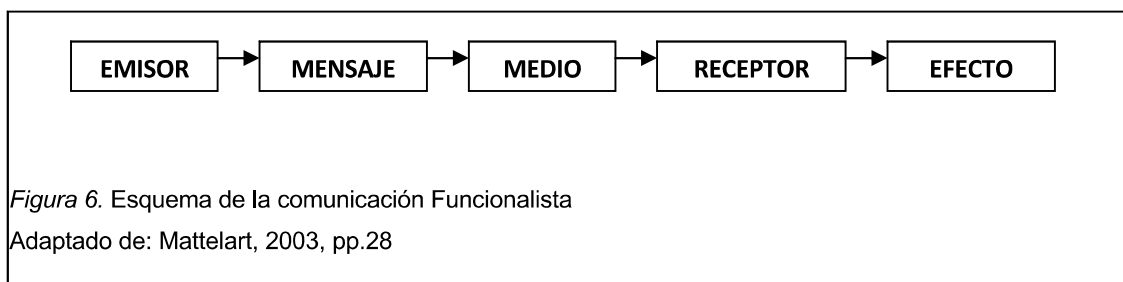 EMISOR MENSAJE MEDIO RECEPTOR EFECTO
Figura 6. Esquema de la comunicación Funcionalista
Adaptado de: Mattelart, 2003, pp.28